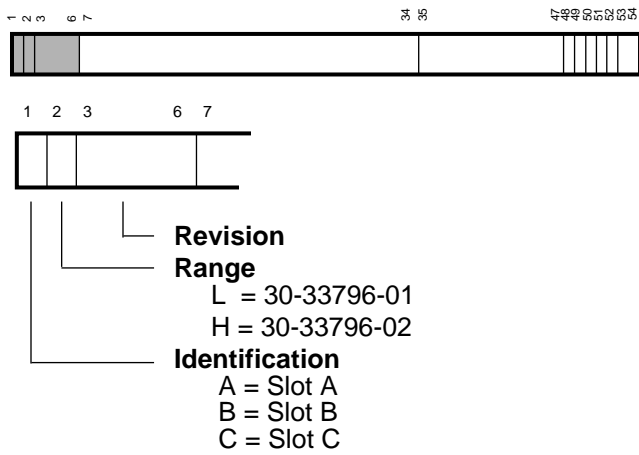 1 2 3 6 7 34 35 47 48 49 50 51 52 53 54
1 2 3 6 7
Revision
Range
L = 30-33796-01
H = 30-33796-02
Identification
A = Slot A
B = Slot B
C = Slot C